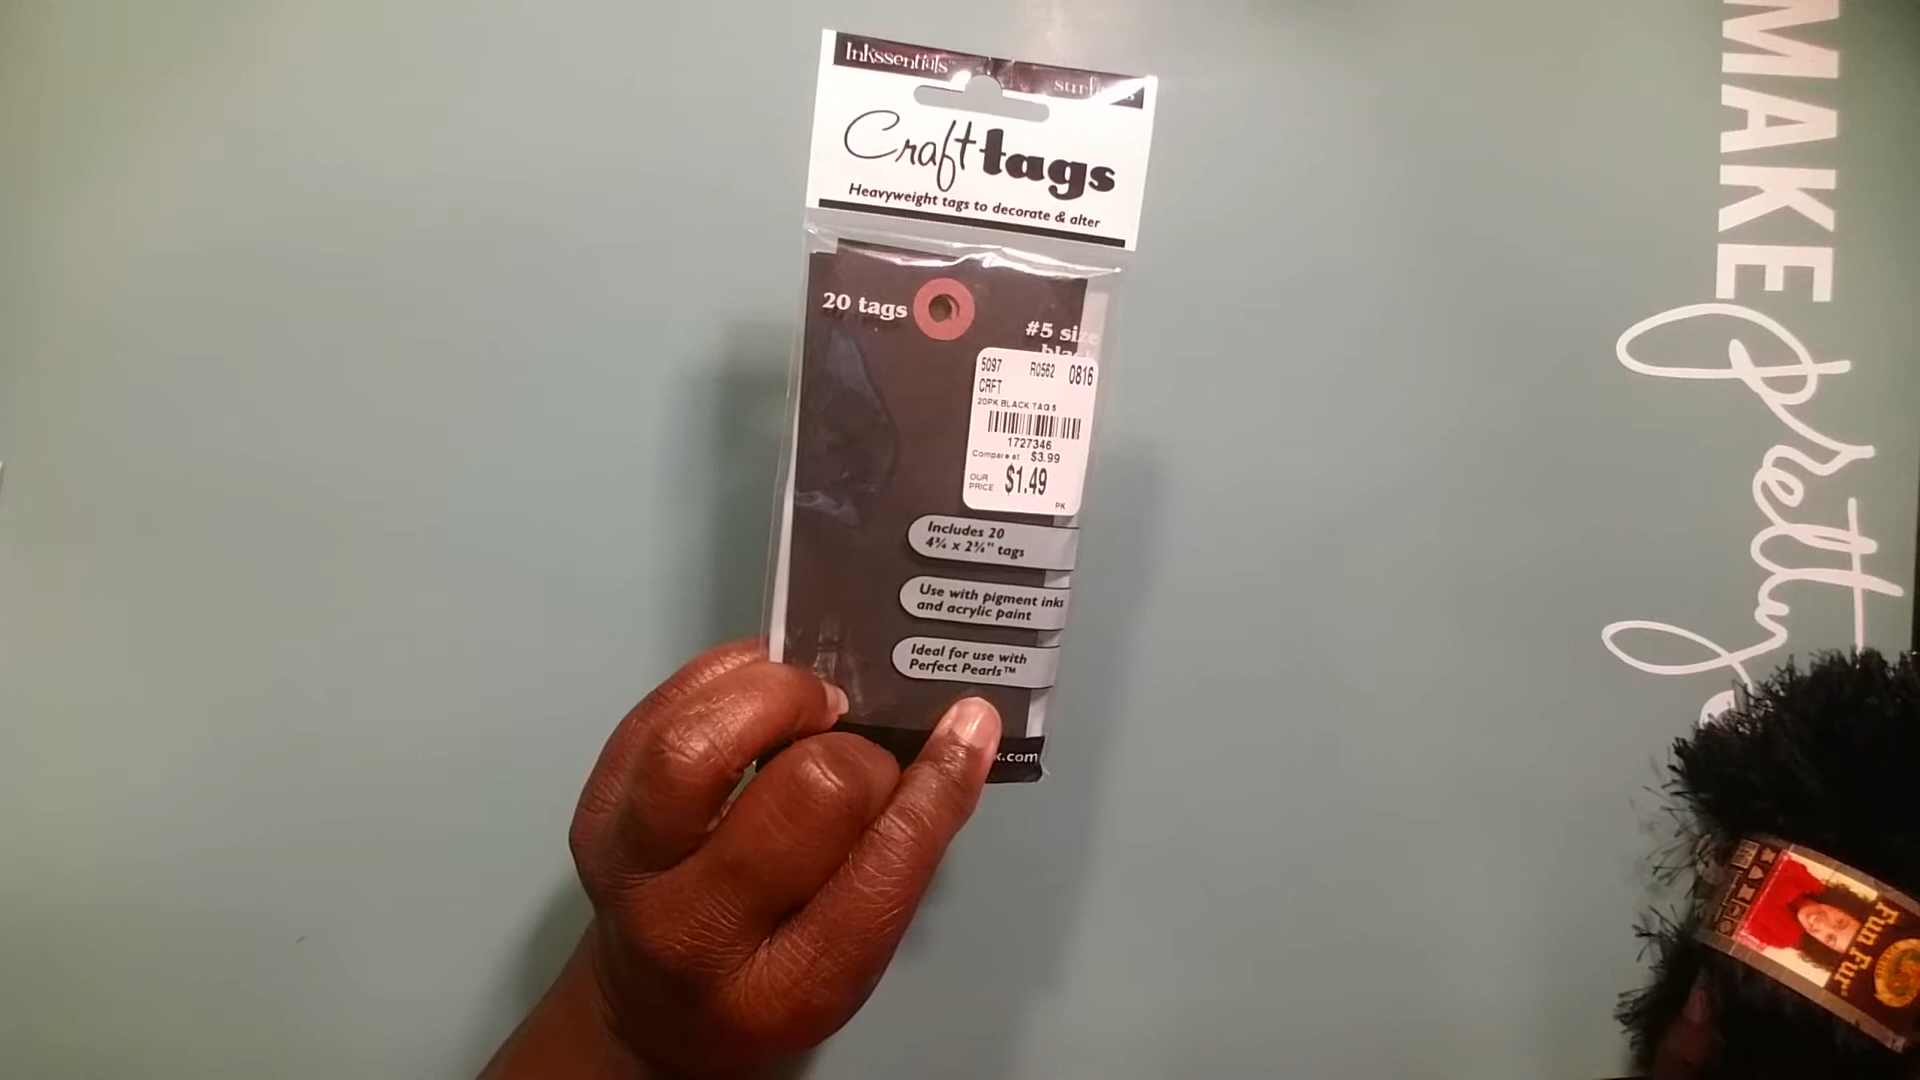 Inkssentials™
Craft tags
Heavyweight tags to decorate & alter
20 tags
#5 size
5097 R0562 0816
CRFT
20PK BLACK TAG S
1727346
Compare at $3.99
OUR PRICE $1.49
PK
Includes 20
4¾ x 2⅜" tags
Use with pigment inks
and acrylic paint
Ideal for use with
Perfect Pearls™
.com
MAKE
pretty
Fun Fur